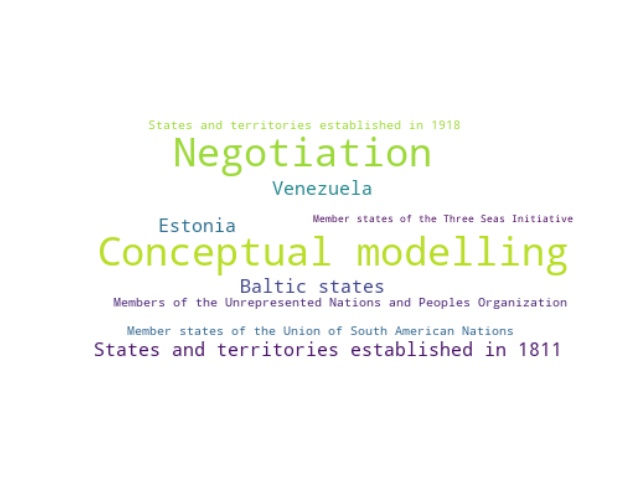 States and territories established in 1918
Negotiation
Venezuela
Member states of the Three Seas Initiative
Estonia
Conceptual modelling
Baltic states
Members of the Unrepresented Nations and Peoples Organization
Member states of the Union of South American Nations
States and territories established in 1811